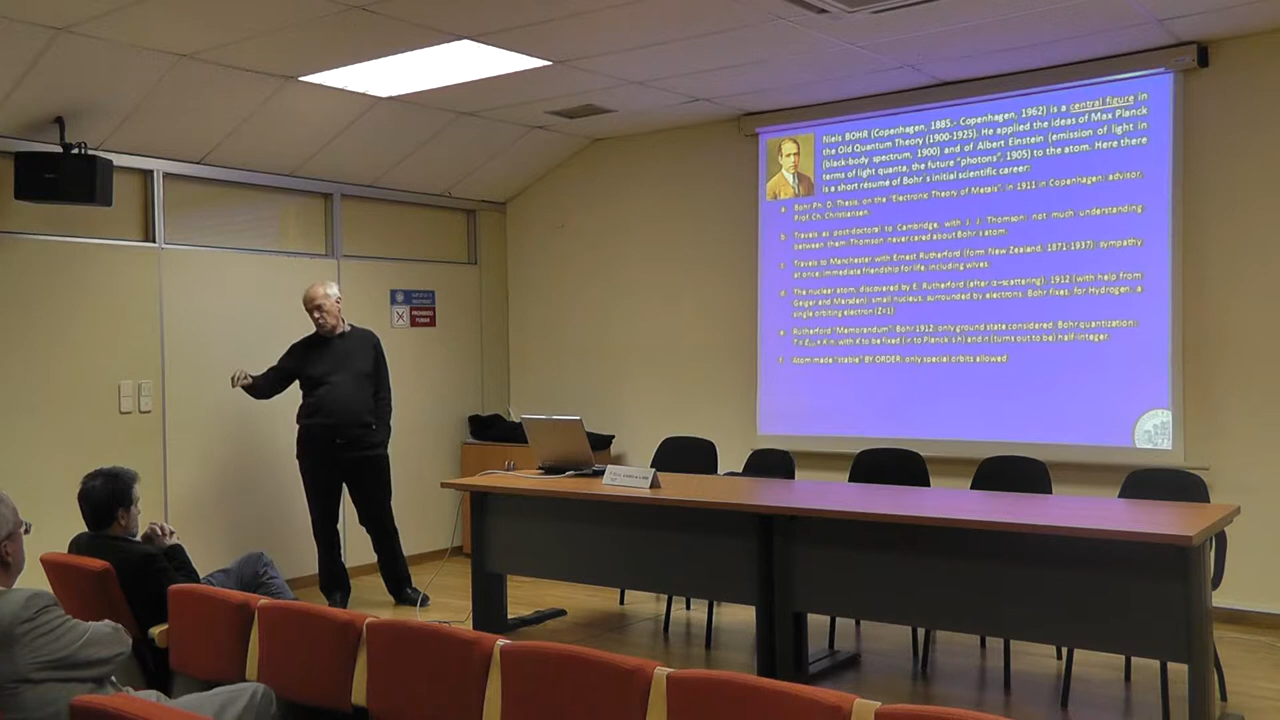 Niels BOHR (Copenhagen, 1885.- Copenhagen, 1962) is a central figure in
the Old Quantum Theory (1900-1925). He applied the ideas of Max Planck
(black-body spectrum, 1900) and of Albert Einstein (emission of light in
terms of light quanta, the future "photons", 1905) to the atom. Here there
is a short résumé of Bohr´s initial scientific career:
a. Bohr Ph. D. Thesis, on the "Electronic Theory of Metals", in 1911 in Copenhagen; advisor,
Prof. Ch. Christiansen.
b. Travels as post-doctoral to Cambridge, with J. J. Thomson: not much understanding
between them: Thomson never cared about Bohr´s atom.
c. Travels to Manchester with Ernest Rutherford (form New Zealand, 1871-1937): sympathy
at once; immediate friendship for life, including wives.
d. The nuclear atom, discovered by E. Rutherford (after α-scattering), 1912 (with help from
Geiger and Marsden): small nucleus, surrounded by electrons. Bohr fixes, for Hydrogen, a
single orbiting electron (Z=1)
e. Rutherford "Memorandum". Bohr 1912: only ground state considered. Bohr quantization:
with K to be fixed to Planck´s h) and n (turns out to be) half-integer.
f. Atom made "stable" BY ORDER: only special orbits allowed
PROHIBIDO
FUMAR